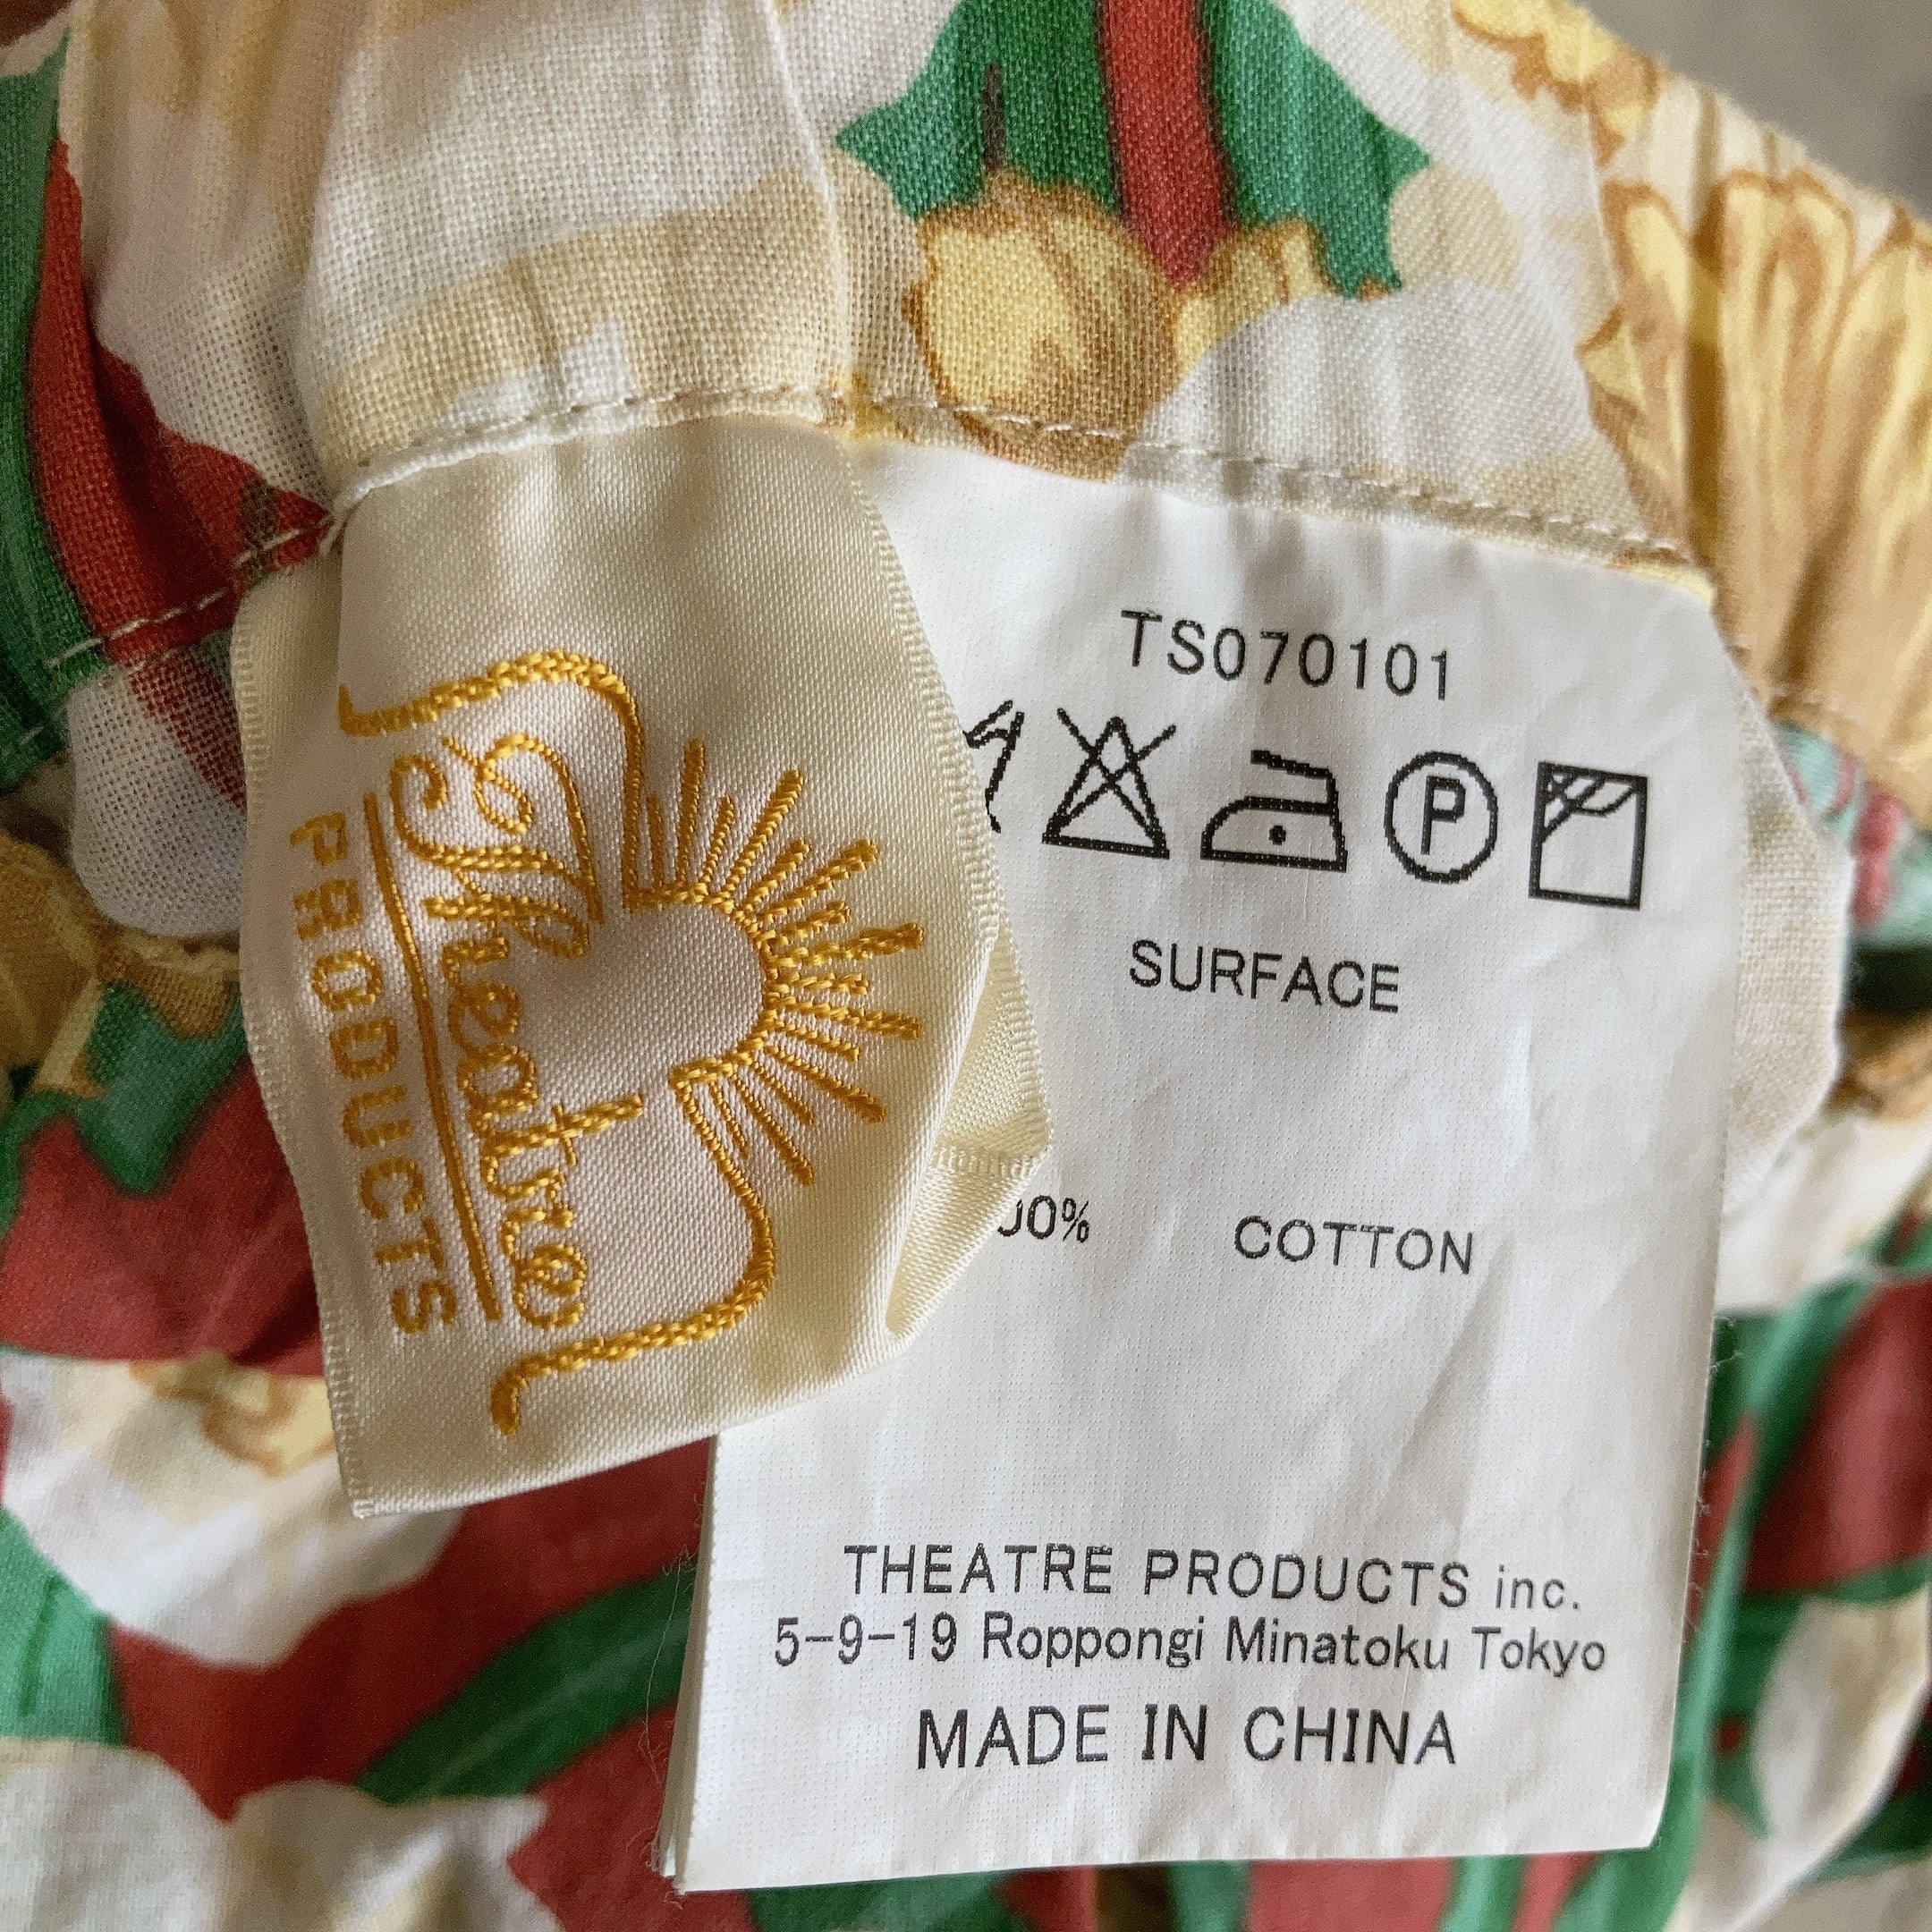 Theatre
PRODUCTS
TS070101
P
SURFACE
COTTON
THEATRE PRODUCTS inc.
5-9-19 Roppongi Minatoku Tokyo
MADE IN CHINA